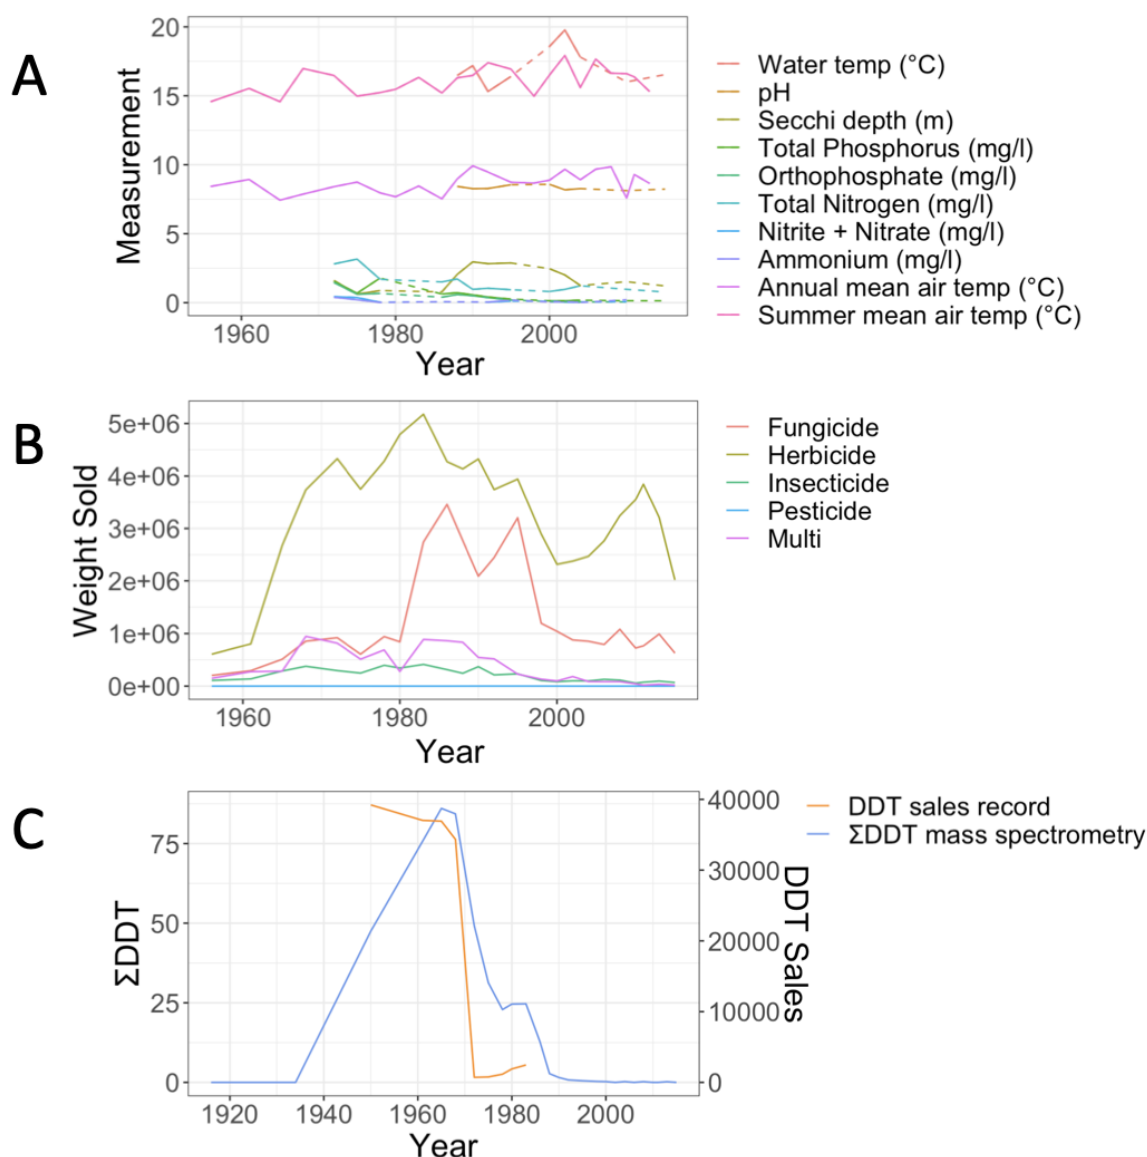 A
Measurement
20
15
10
5
0
1960
1980
2000
Year
Water temp (°C)
pH
Secchi depth (m)
Total Phosphorus (mg/l)
Orthophosphate (mg/l)
Total Nitrogen (mg/l)
Nitrite + Nitrate (mg/l)
Ammonium (mg/l)
Annual mean air temp (°C)
Summer mean air temp (°C)
B
Weight Sold
5e+06
4e+06
3e+06
2e+06
1e+06
0e+00
1960
1980
2000
Year
Fungicide
Herbicide
Insecticide
Pesticide
Multi
C
ΣDDT
75
50
25
0
1920
1940
1960
1980
2000
Year
40000
30000
20000
10000
0
DDT Sales
DDT sales record
ΣDDT mass spectrometry